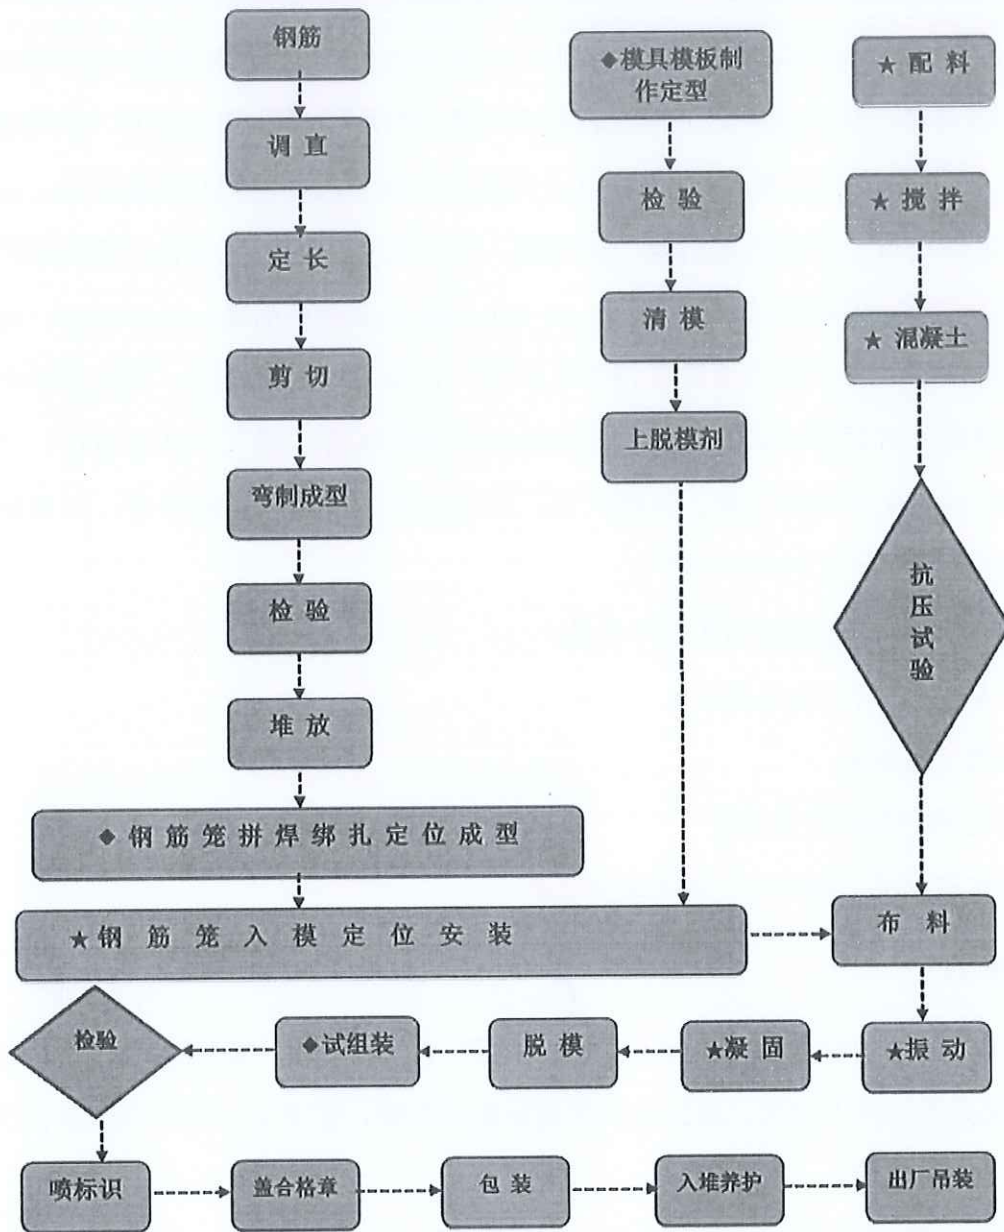 钢筋
调直
定长
剪切
弯制成型
检验
堆放
◆钢筋笼拼焊绑扎定位成型
★钢筋笼入模定位安装
◆模具模板制
作定型
检验
清模
上脱模剂
★配料
★搅拌
★混凝土
抗
压
试
验
布料
★振动
★凝固
脱模
◆试组装
检验
喷标识
盖合格章
包装
入堆养护
出厂吊装